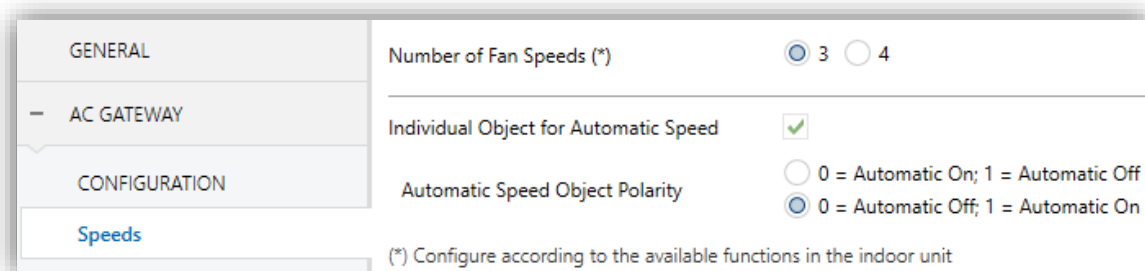 GENERAL
AC GATEWAY
CONFIGURATION
Speeds
Number of Fan Speeds (*)
3
4
Individual Object for Automatic Speed
Automatic Speed Object Polarity
0 = Automatic On; 1 = Automatic Off
0 = Automatic Off; 1 = Automatic On
(*) Configure according to the available functions in the indoor unit